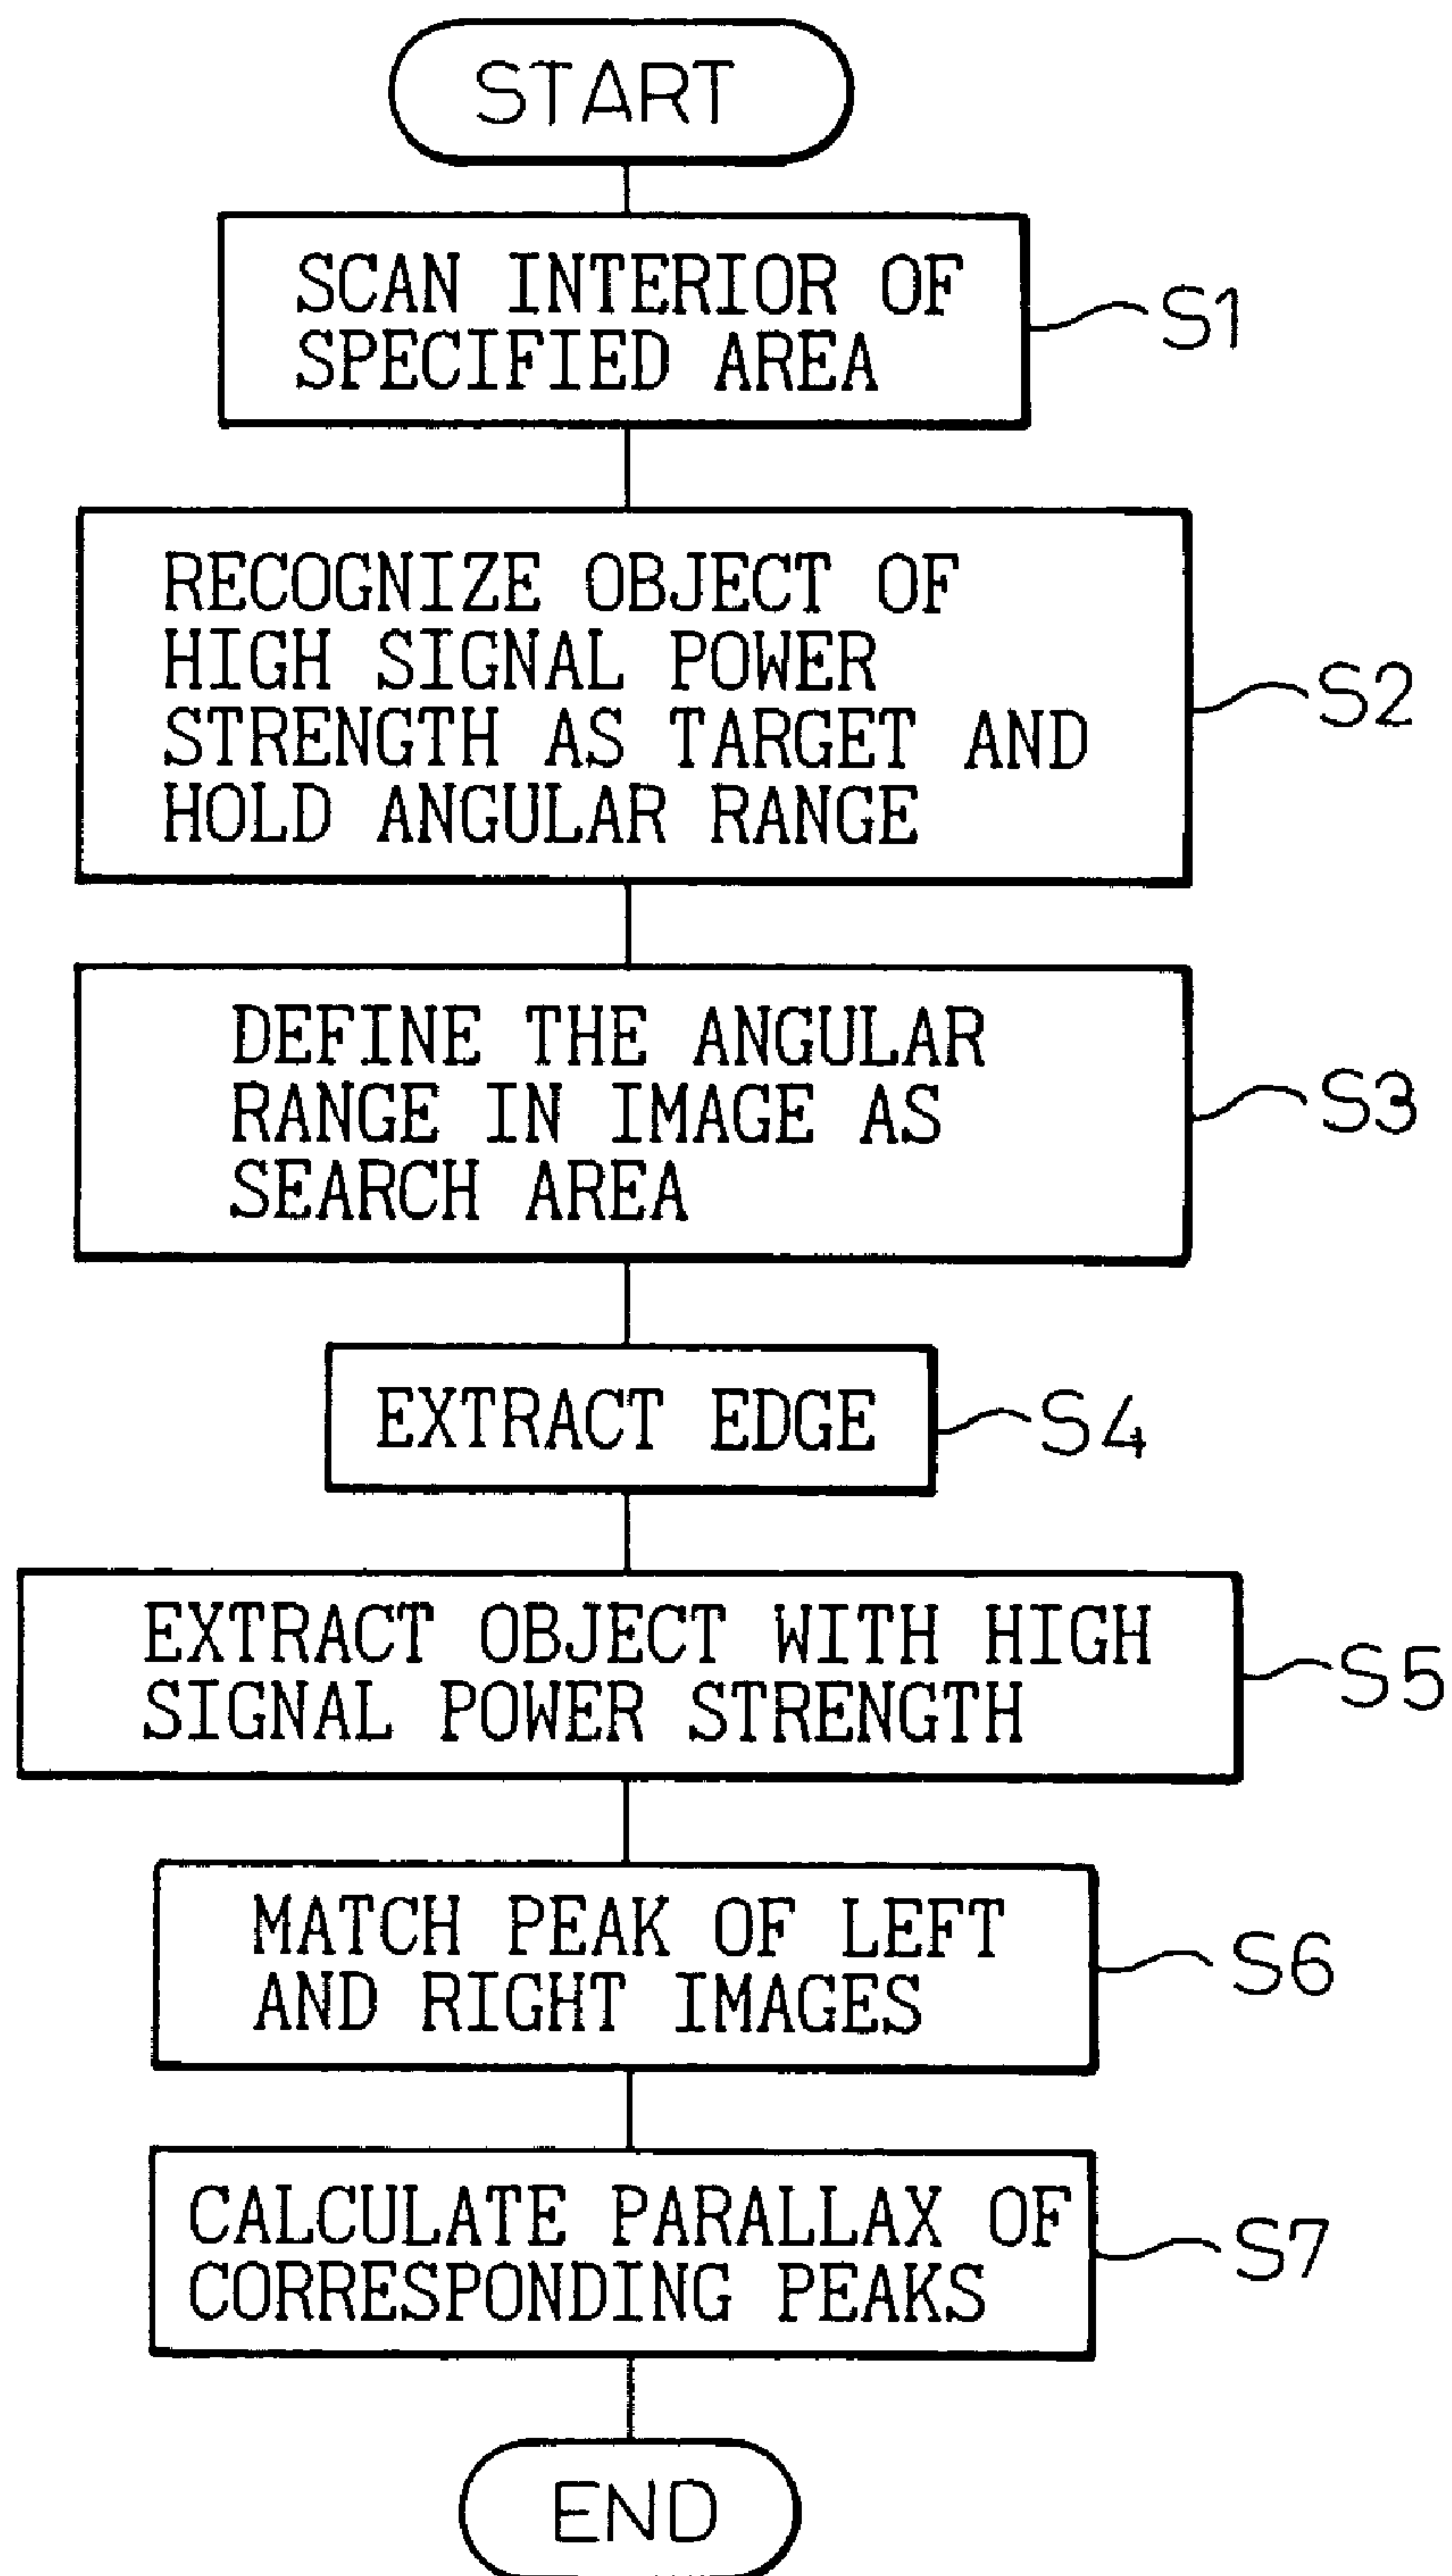 START
SCAN INTERIOR OF
SPECIFIED AREA
S1
RECOGNIZE OBJECT OF
HIGH SIGNAL POWER
STRENGTH AS TARGET AND
HOLD ANGULAR RANGE
S2
DEFINE THE ANGULAR
RANGE IN IMAGE AS
SEARCH AREA
S3
EXTRACT EDGE
S4
EXTRACT OBJECT WITH HIGH
SIGNAL POWER STRENGTH
S5
MATCH PEAK OF LEFT
AND RIGHT IMAGES
S6
CALCULATE PARALLAX OF
CORRESPONDING PEAKS
S7
END